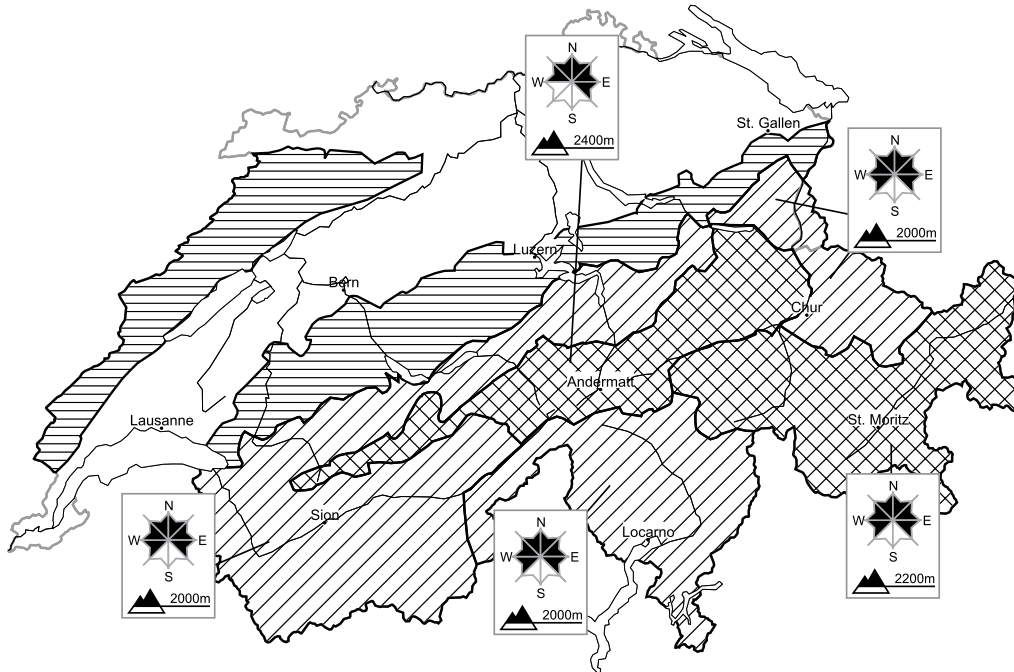 N
W E
S
2400m
St. Gallen
N
W E
S
2000m
Luzern
Bern
Chur
Andermatt
Lausanne
St. Moritz
N
W E
S
2200m
Sion
Locarno
N
W E
S
2000m
N
W E
S
2000m